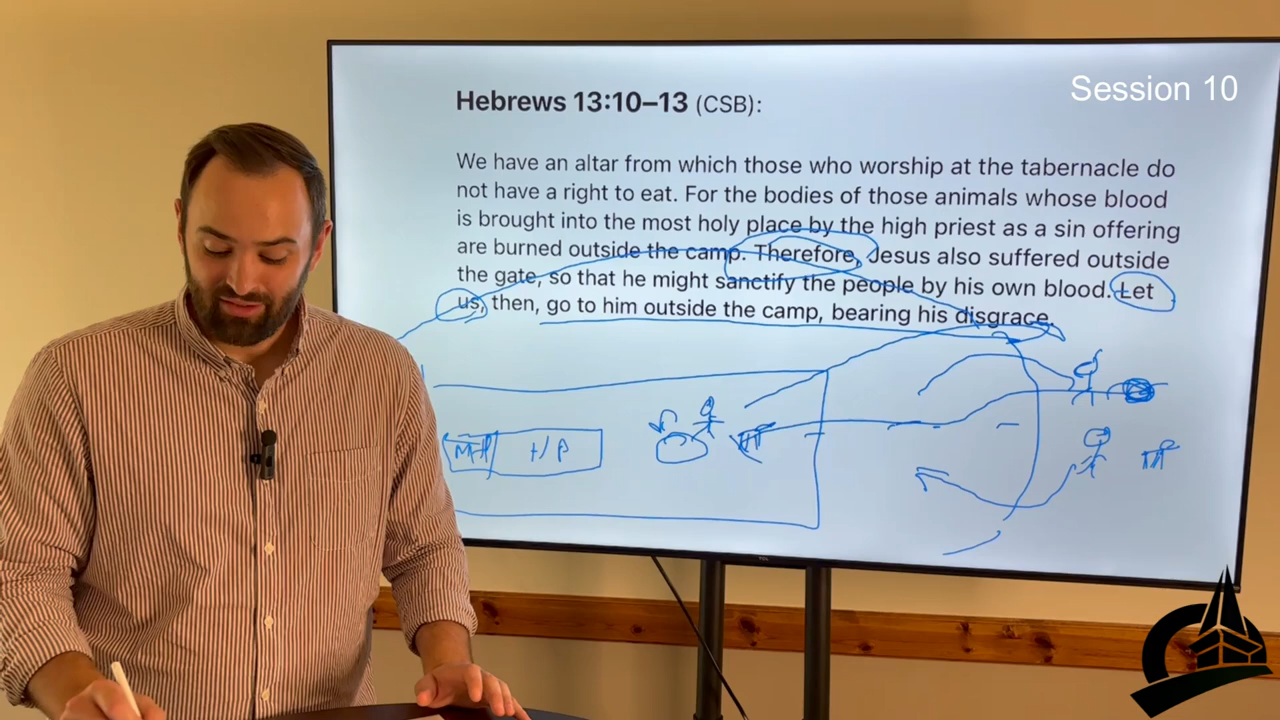 Session 10
Hebrews 13:10–13 (CSB):
We have an altar from which those who worship at the tabernacle do
not have a right to eat. For the bodies of those animals whose blood
is brought into the most holy place by the high priest as a sin offering
are burned outside the camp. Therefore, Jesus also suffered outside
the gate, so that he might sanctify the people by his own blood. Let
us, then, go to him outside the camp, bearing his disgrace.
H/P
TCL